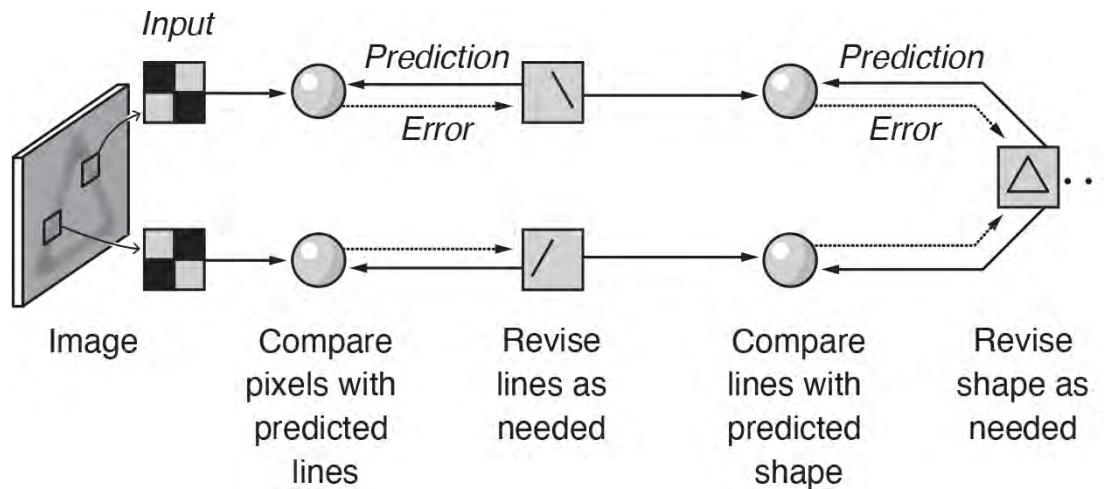 Input
Prediction
Error
Prediction
Error
Image
Compare
pixels with
predicted
lines
Revise
lines as
needed
Compare
lines with
predicted
shape
Revise
shape as
needed